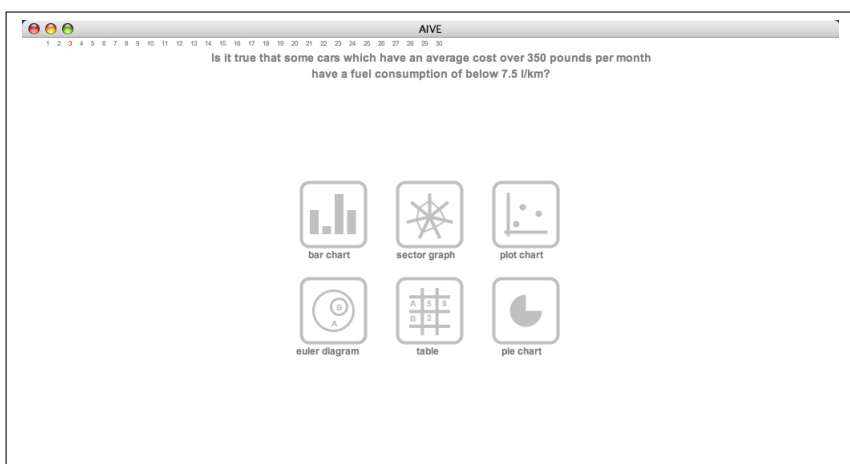 AIVE
1 2 3 4 5 6 7 8 9 10 11 12 13 14 15 16 17 18 19 20 21 22 23 24 25 26 27 28 29 30
Is it true that some cars which have an average cost over 350 pounds per month
have a fuel consumption of below 7.5 l/km?
bar chart sector graph plot chart
B
A
A 5 9
B 2
euler diagram table pie chart